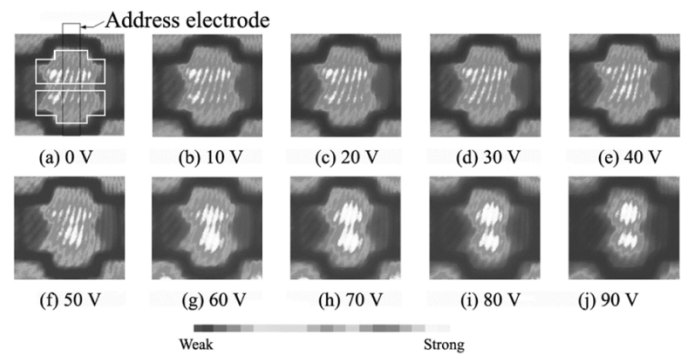 Address electrode
(a) 0 V
(b) 10 V
(c) 20 V
(d) 30 V
(e) 40 V
(f) 50 V
(g) 60 V
(h) 70 V
(i) 80 V
(j) 90 V
Weak
Strong